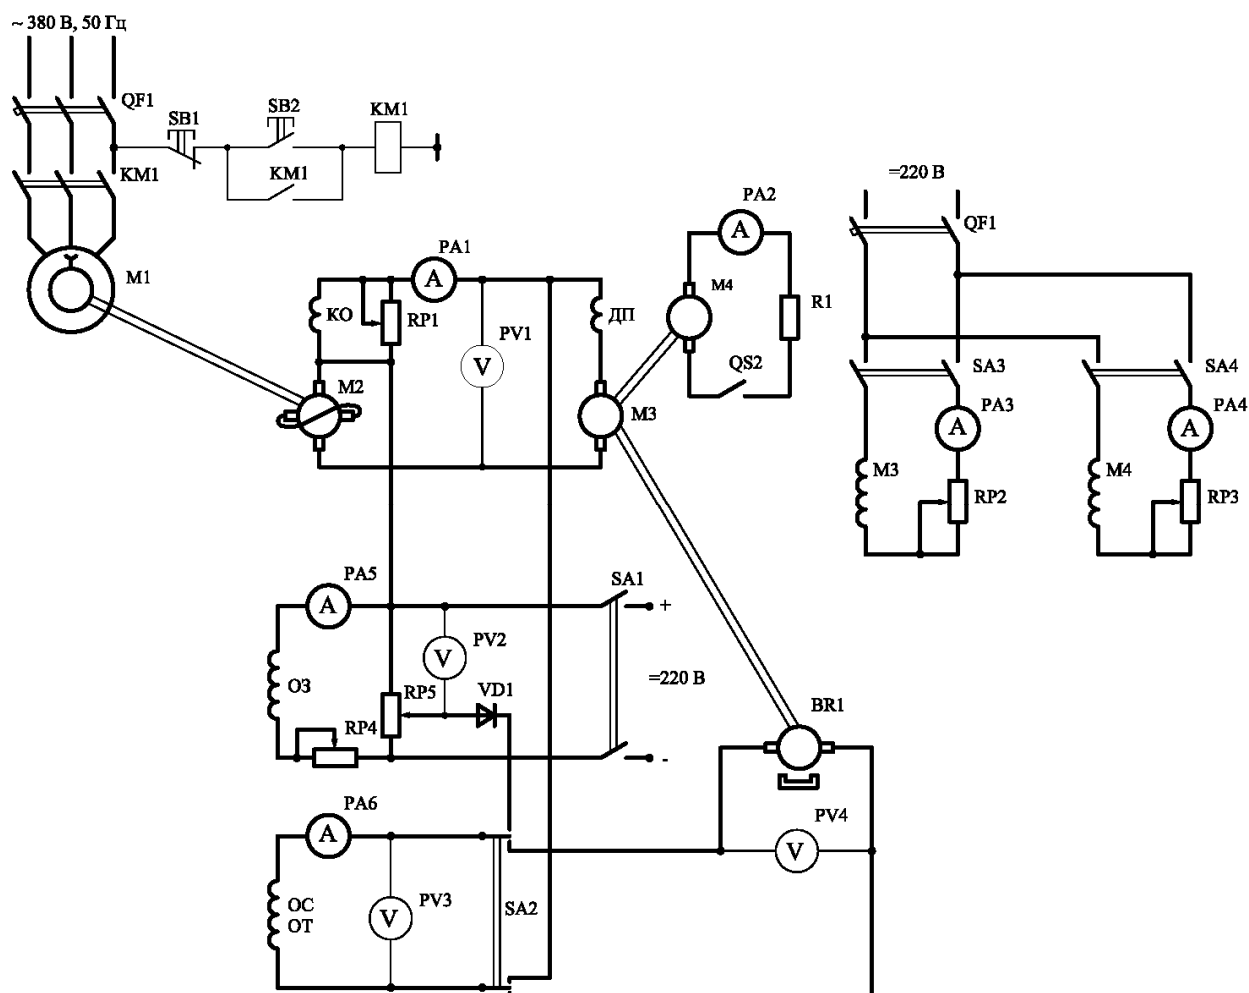 ~ 380 В, 50 Гц
QF1
SB1
SB2
KM1
KM1
KM1
M1
=220 В
QF1
PA2
A
M4
R1
QS2
PA1
A
КО
RP1
PV1
V
ДП
M2
M3
SA3
SA4
PA3
A
PA4
A
M3
RP2
M4
RP3
PA5
A
SA1
+
PV2
V
ОЗ
RP5
VD1
=220 В
RP4
-
BR1
PA6
A
PV4
V
ОС
ОТ
PV3
V
SA2